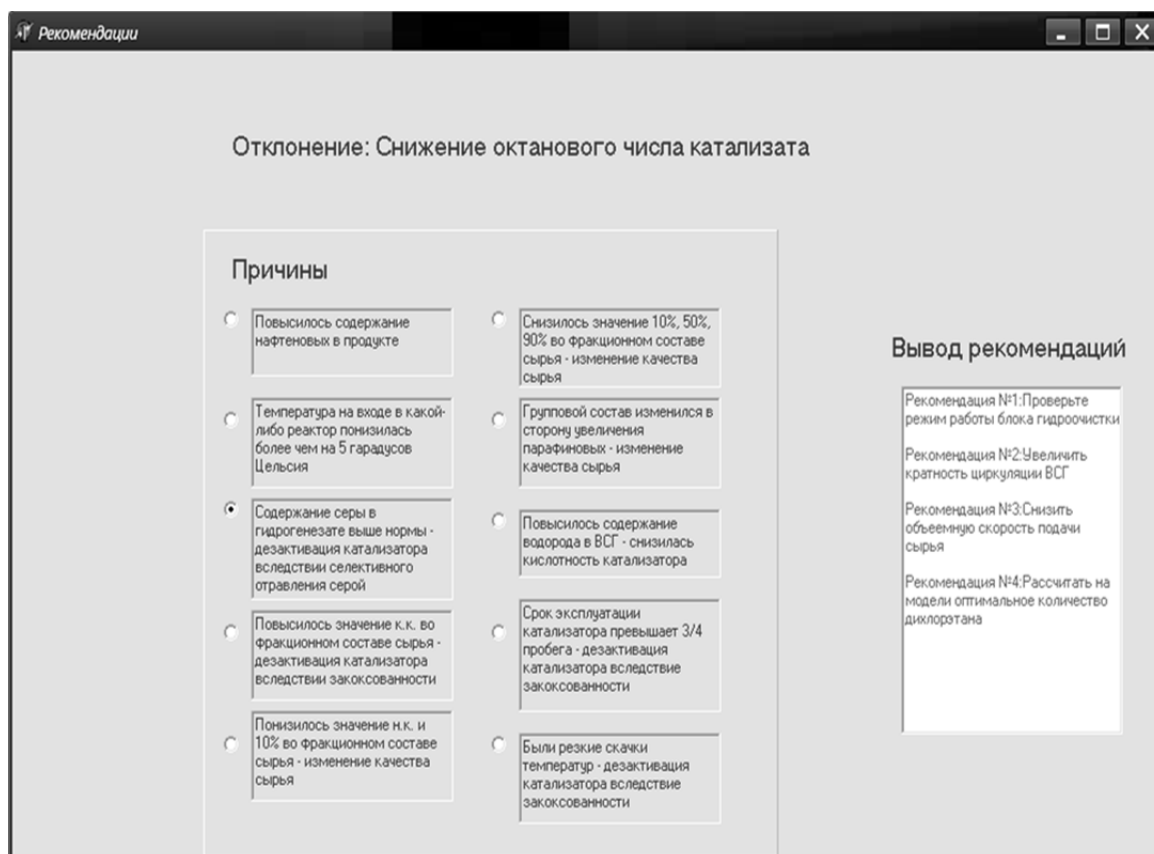 Рекомендации
Отклонение: Снижение октанового числа катализата
Причины
Повысилось содержание
нафтеновых в продукте
Температура на входе в какой-
либо реактор понизилась
более чем на 5 гарадусов
Цельсия
Содержание серы в
гидрогенезате выше нормы -
дезактивация катализатора
вследствии селективного
отравления серой
Повысилось значение к.к. во
фракционном составе сырья -
дезактивация катализатора
вследствии закоксованности
Понизилось значение н.к. и
10% во фракционном составе
сырья - изменение качества
сырья
Снизилось значение 10%, 50%,
90% во фракционном составе
сырья - изменение качества
сырья
Групповой состав изменился в
сторону увеличения
парафиновых - изменение
качества сырья
Повысилось содержание
водорода в ВСГ - снизилась
кислотность катализатора
Срок эксплуатации
катализатора превышает 3/4
пробега - дезактивация
катализатора вследствие
закоксованности
Были резкие скачки
температур - дезактивация
катализатора вследствие
закоксованности
Вывод рекомендаций
Рекомендация №1:Проверьте
режим работы блока гидроочистки
Рекомендация №2:Увеличить
кратность циркуляции ВСГ
Рекомендация №3:Снизить
объеемную скорость подачи
сырья
Рекомендация №4:Рассчитать на
модели оптимальное количество
дихлорэтана